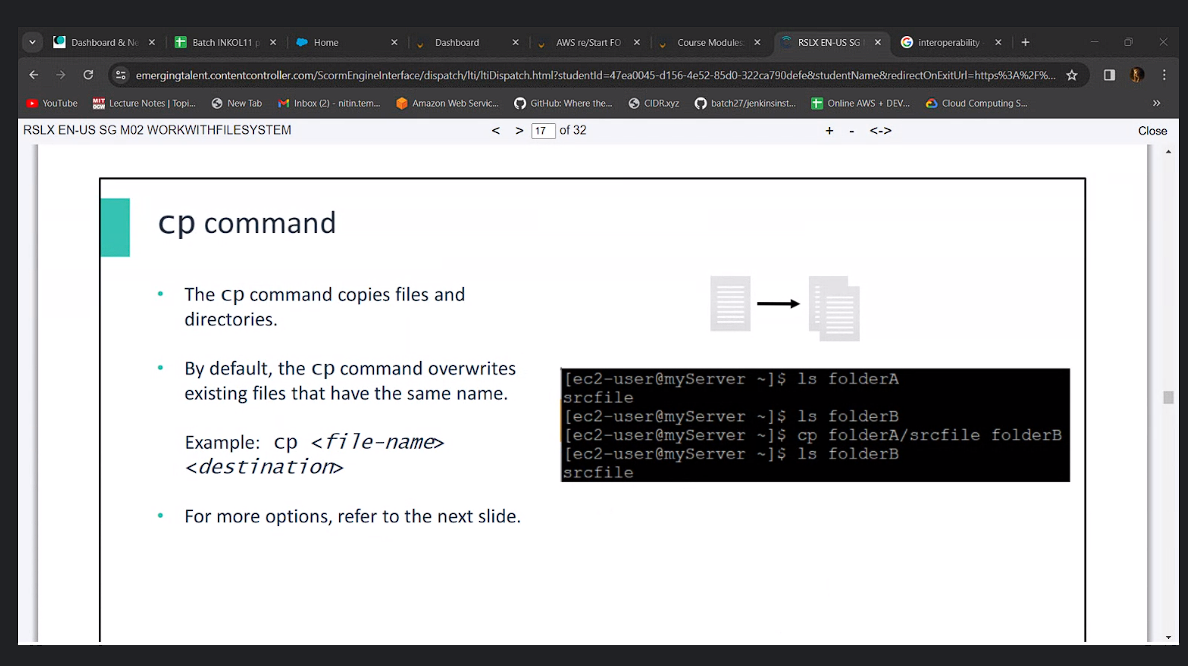 Dashboard & Ne
Batch INKOL11 p
Home
Dashboard
AWS re/Start FO
Course Modules:
RSLX EN-US SG
interoperability
emergingtalent.contentcontroller.com/ScormEngineInterface/dispatch/lti/ltiDispatch.html?studentId=47ea0045-d156-4e52-85d0-322ca790defe&studentName&redirectOnExitUrl=https%3A%2F%...
YouTube
Lecture Notes | Topi...
New Tab
Inbox (2) - nitin.tem...
Amazon Web Servic...
GitHub: Where the...
CIDR.xyz
batch27/jenkinsinst...
Online AWS + DEV...
Cloud Computing S...
RSLX EN-US SG M02 WORKWITHFILESYSTEM
< > 17 of 32
+ - <->
Close
cp command
• The cp command copies files and
directories.
• By default, the cp command overwrites
existing files that have the same name.
Example: cp <file-name>
<destination>
• For more options, refer to the next slide.
[ec2-user@myServer ~]$ ls folderA
srcfile
[ec2-user@myServer ~]$ ls folderB
[ec2-user@myServer ~]$ cp folderA/srcfile folderB
[ec2-user@myServer ~]$ ls folderB
srcfile